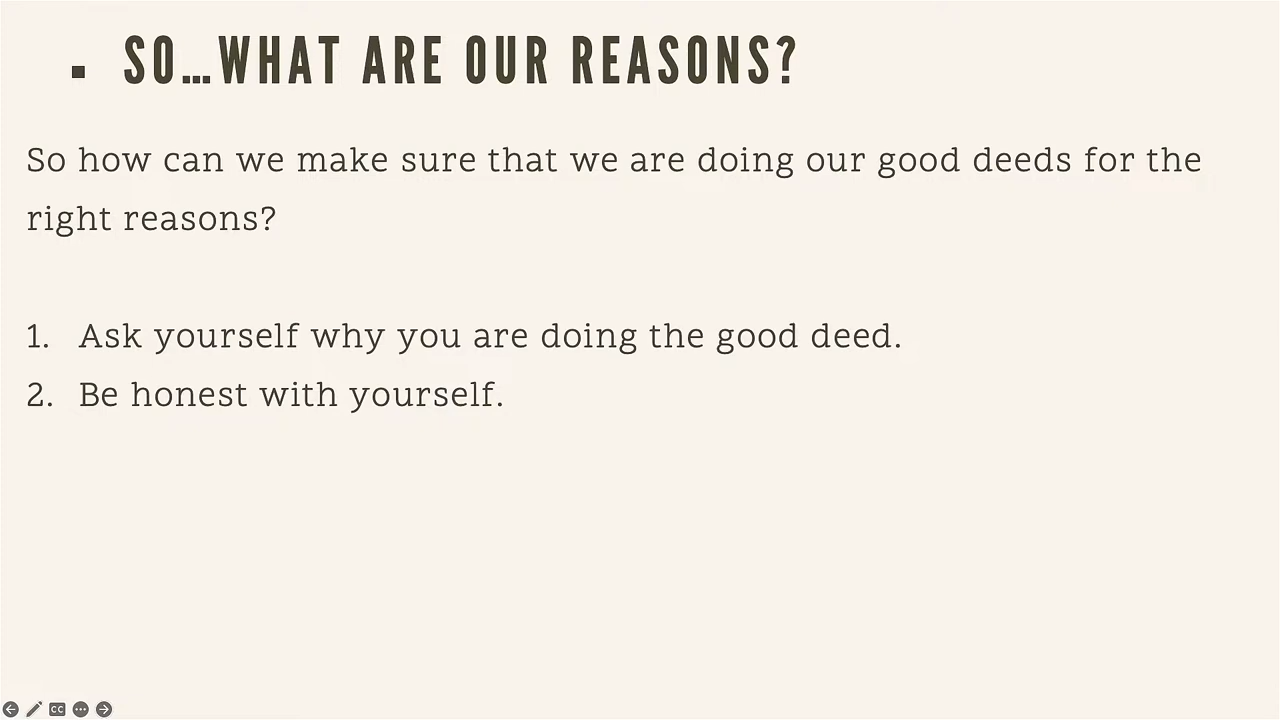 ▪ SO…WHAT ARE OUR REASONS?
So how can we make sure that we are doing our good deeds for the
right reasons?
1. Ask yourself why you are doing the good deed.
2. Be honest with yourself.
CC